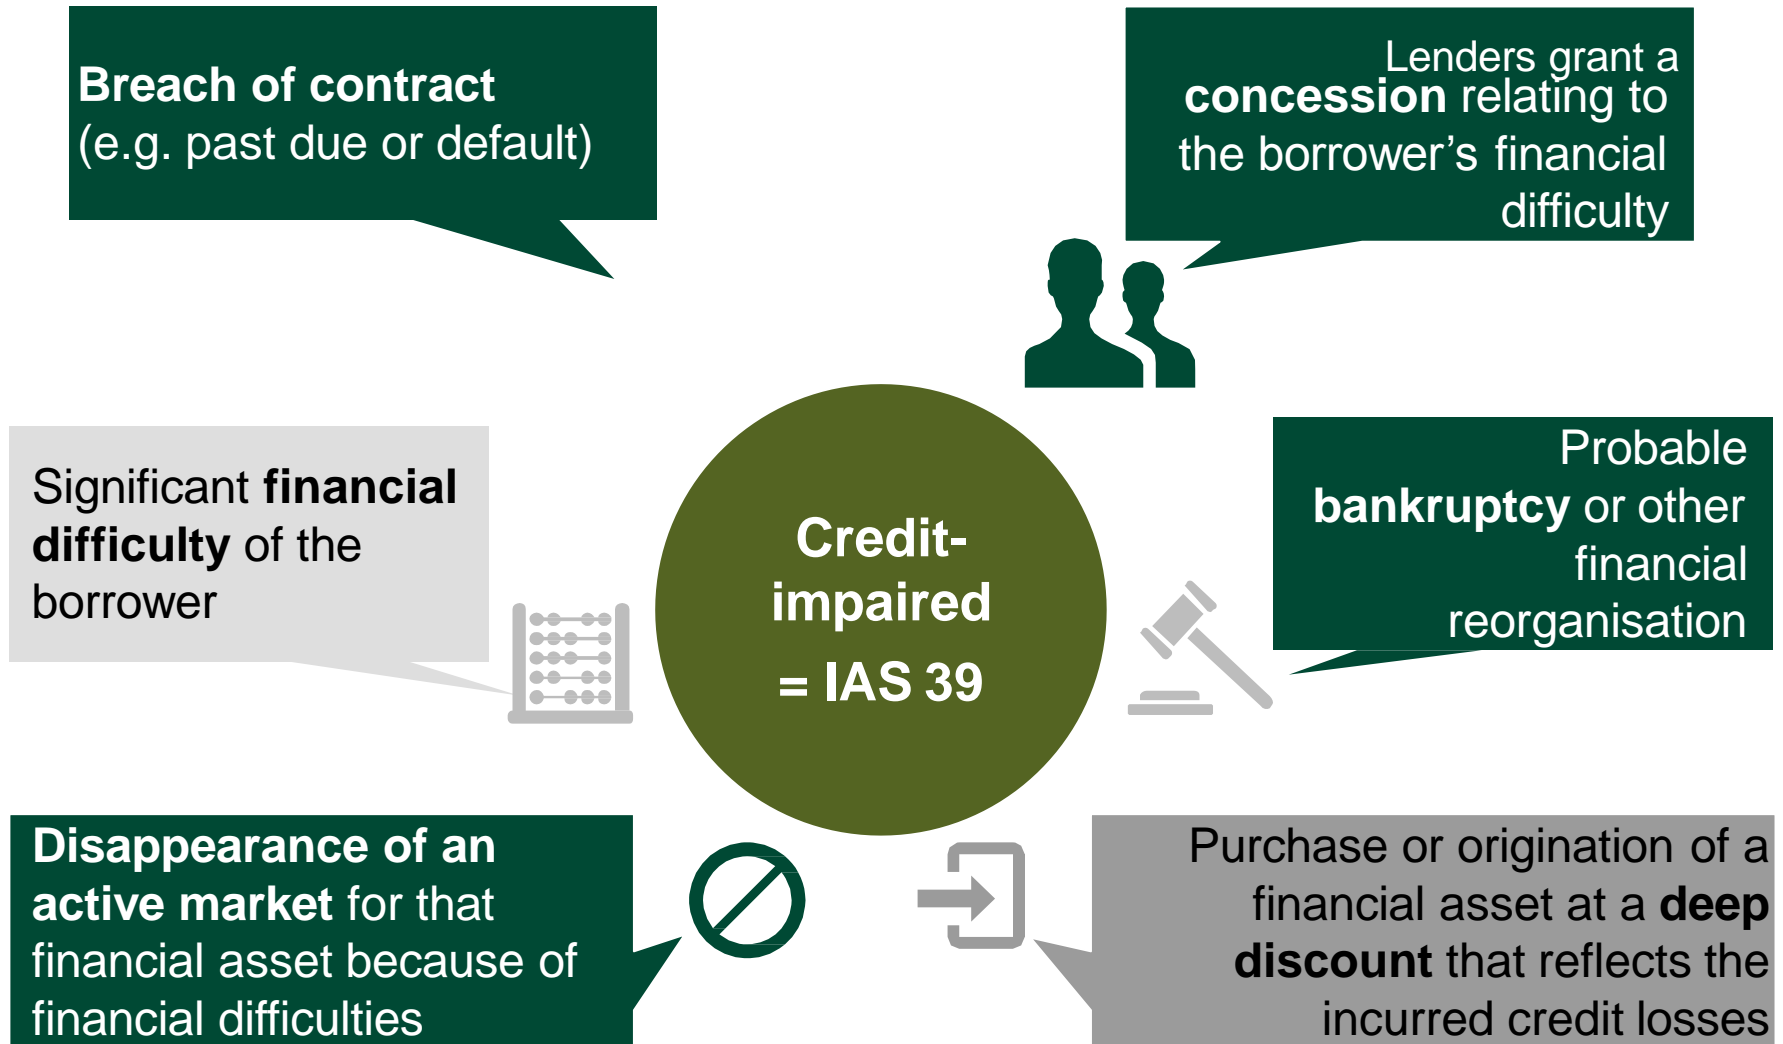 Breach of contract
(e.g. past due or default)
Lenders grant a
concession relating to
the borrower’s financial
difficulty
Significant financial
difficulty of the
borrower
Credit-
impaired
= IAS 39
Probable
bankruptcy or other
financial
reorganisation
Disappearance of an
active market for that
financial asset because of
financial difficulties
Purchase or origination of a
financial asset at a deep
discount that reflects the
incurred credit losses